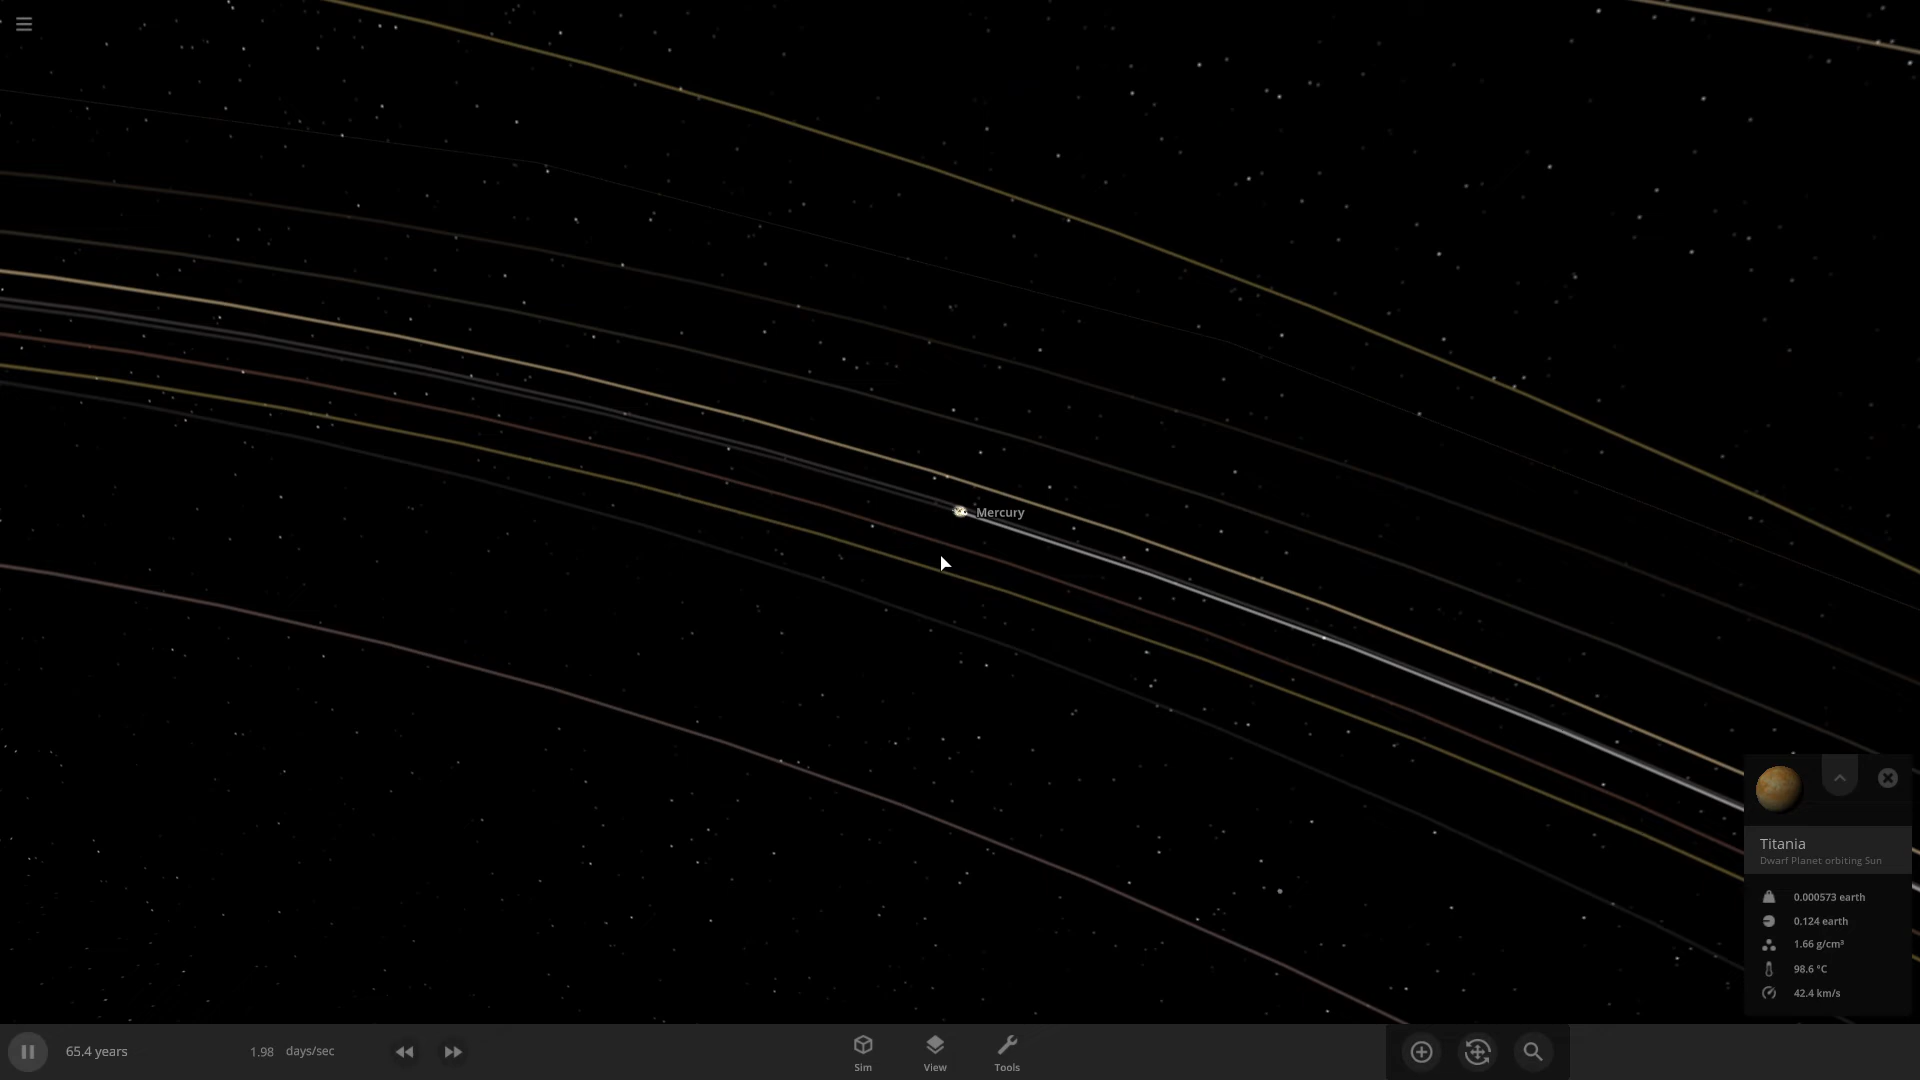 Mercury
Titania
Dwarf Planet orbiting Sun
0.000573 earth
0.124 earth
1.66 g/cm³
98.6 °C
42.4 km/s
65.4 years
1.98 days/sec
Sim
View
Tools